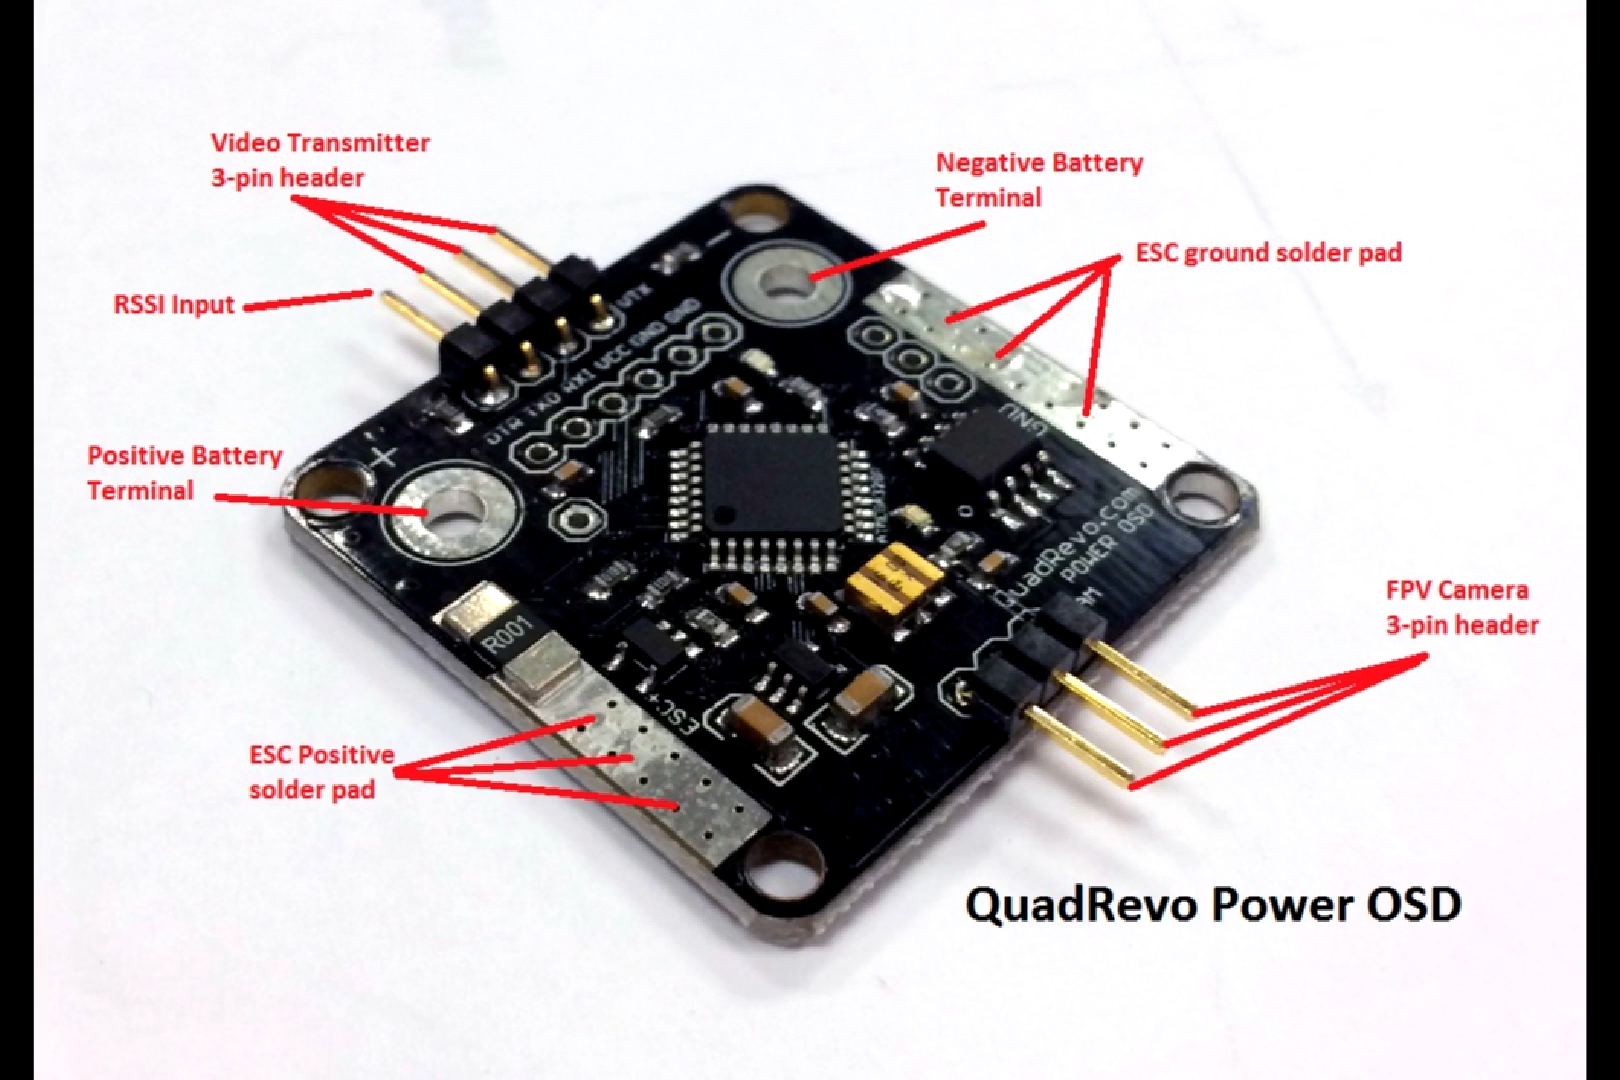 Video Transmitter
3-pin header
Negative Battery
Terminal
ESC ground solder pad
RSSI Input
VTX
DTR TXD RXI VCC GND GND
Positive Battery
Terminal
+
-
GND
QuadRevo.com
POWER OSD
R001
ESC+
FPV Camera
3-pin header
ESC Positive
solder pad
QuadRevo Power OSD